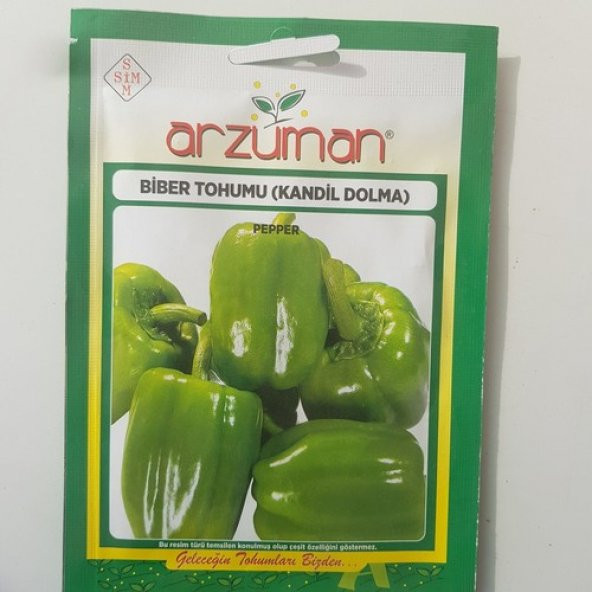 S
SİM
M
arzuman®
BİBER TOHUMU (KANDİL DOLMA)
PEPPER
Bu resim türü temsilen konulmuş olup çeşit özelliğini göstermez.
Geleceğin Tohumları Bizden...